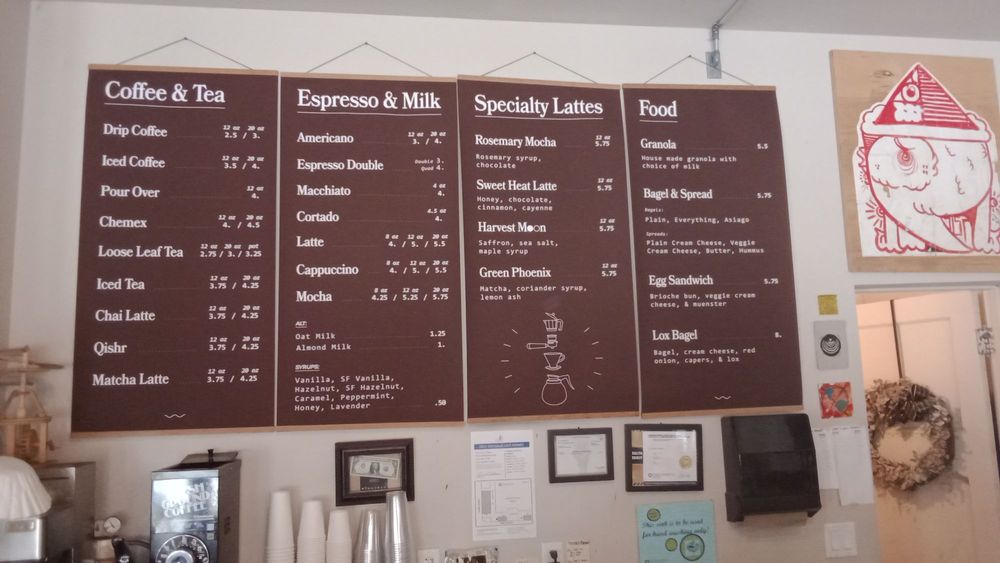 Coffee & Tea
12 oz 20 oz
Drip Coffee 2.5 / 3.
12 oz 20 oz
Iced Coffee 3.5 / 4.
12 oz
Pour Over 4.
12 oz 20 oz
Chemex 4. / 4.5
12 oz 20 oz pot
Loose Leaf Tea 2.75 / 3. / 3.25
12 oz 20 oz
Iced Tea 3.75 / 4.25
12 oz 20 oz
Chai Latte 3.75 / 4.25
12 oz 20 oz
Qishr 3.75 / 4.25
12 oz 20 oz
Matcha Latte 3.75 / 4.25
Espresso & Milk
12 oz 20 oz
Americano 3. / 4.
Espresso Double Double 3.
Quad 4.
4 oz
Macchiato 4.
4.5 oz
Cortado 4.
8 oz 12 oz 20 oz
Latte 4. / 5. / 5.5
8 oz 12 oz 20 oz
Cappuccino 4. / 5. / 5.5
8 oz 12 oz 20 oz
Mocha 4.25 / 5.25 / 5.75
ALT:
Oat Milk 1.25
Almond Milk 1.
SYRUPS:
Vanilla, SF Vanilla,
Hazelnut, SF Hazelnut,
Caramel, Peppermint,
Honey, Lavender .50
Specialty Lattes
12 oz
Rosemary Mocha 5.75
Rosemary syrup,
chocolate
12 oz
Sweet Heat Latte 5.75
Honey, chocolate,
cinnamon, cayenne
12 oz
Harvest Moon 5.75
Saffron, sea salt,
maple syrup
12 oz
Green Phoenix 5.75
Matcha, coriander syrup,
lemon ash
Food
Granola 5.5
House made granola with
choice of milk
Bagel & Spread 5.75
Bagels:
Plain, Everything, Asiago
Spreads:
Plain Cream Cheese, Veggie
Cream Cheese, Butter, Hummus
Egg Sandwich 5.75
Brioche bun, veggie cream
cheese, & muenster
Lox Bagel 8.
Bagel, cream cheese, red
onion, capers, & lox
This sink is to be used
for hand washing only!
COFFEE